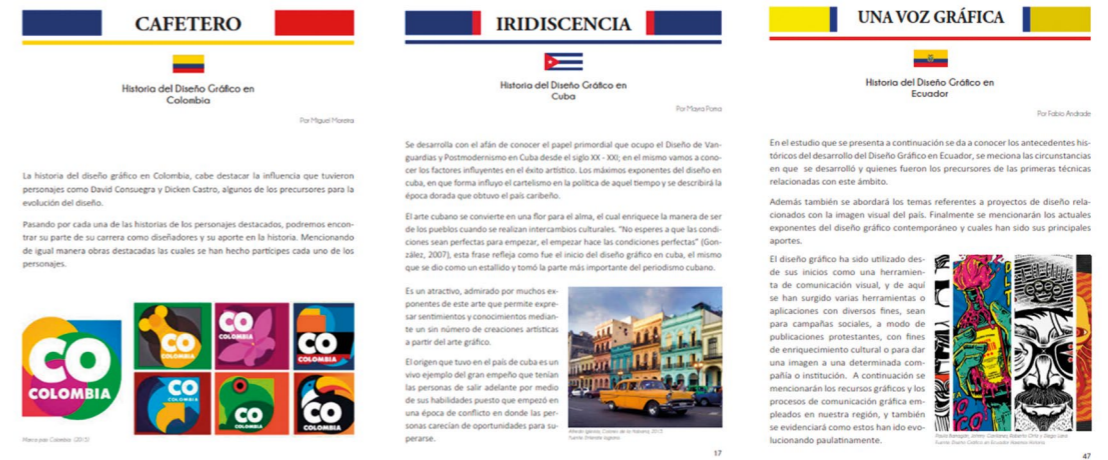 CAFETERO
Historia del Diseño Gráfico en
Colombia
Por Miguel Moreira
La historia del diseño gráfico en Colombia, cabe destacar la influencia que tuvieron
personajes como David Consuegra y Dicken Castro, algunos de los precursores para la
evolución del diseño.
Pasando por cada una de las historias de los personajes destacados, podremos encon-
trar su parte de su carrera como diseñadores y su aporte en la historia. Mencionando
de igual manera obras destacadas las cuales se han hecho partícipes cada uno de los
personajes.
CO
COLOMBIA
CO
COLOMBIA
CO
COLOMBIA
CO
COLOMBIA
CO
COLOMBIA
CO
COLOMBIA
CO
COLOMBIA
Marca país Colombia (2015)
IRIDISCENCIA
Historia del Diseño Gráfico en
Cuba
Por Mayra Poma
Se desarrolla con el afán de conocer el papel primordial que ocupo el Diseño de Van-
guardias y Postmodernismo en Cuba desde el siglo XX - XXI; en el mismo vamos a cono-
cer los factores influyentes en el éxito artístico. Los máximos exponentes del diseño en
cuba, en que forma influyo el cartelismo en la política de aquel tiempo y se describirá la
época dorada que obtuvo el país caribeño.
El arte cubano se convierte en una flor para el alma, el cual enriquece la manera de ser
de los pueblos cuando se realizan intercambios culturales. "No esperes a que las condi-
ciones sean perfectas para empezar, el empezar hace las condiciones perfectas" (Gon-
zález, 2007), esta frase refleja como fue el inicio del diseño gráfico en cuba, el mismo
que se dio como un estallido y tomó la parte más importante del periodismo cubano.
Es un atractivo, admirado por muchos ex-
ponentes de este arte que permite expre-
sar sentimientos y conocimientos median-
te un sin número de creaciones artísticas
a partir del arte gráfico.
El origen que tuvo en el país de cuba es un
vivo ejemplo del gran empeño que tenían
las personas de salir adelante por medio
de sus habilidades puesto que empezó en
una época de conflicto en donde las per-
sonas carecían de oportunidades para su-
perarse.
17
UNA VOZ GRÁFICA
Historia del Diseño Gráfico en
Ecuador
Por Fabio Andrade
En el estudio que se presenta a continuación se da a conocer los antecedentes his-
tóricos del desarrollo del Diseño Gráfico en Ecuador, se meciona las circunstancias
en que se desarrolló y quienes fueron los precursores de las primeras técnicas
relacionadas con este ámbito.
Además también se abordará los temas referentes a proyectos de diseño rela-
cionados con la imagen visual del país. Finalmente se mencionarán los actuales
exponentes del diseño gráfico contemporáneo y cuales han sido sus principales
aportes.
El diseño gráfico ha sido utilizado des-
de sus inicios como una herramien-
ta de comunicación visual, y de aquí
se han surgido varias herramientas o
aplicaciones con diversos fines, sean
para campañas sociales, a modo de
publicaciones protestantes, con fines
de enriquecimiento cultural o para dar
una imagen a una determinada com-
pañía o institución. A continuación se
mencionarán los recursos gráficos y los
procesos de comunicación gráfica em-
pleados en nuestra región, y también
se evidenciará como estos han ido evo-
lucionando paulatinamente.
47